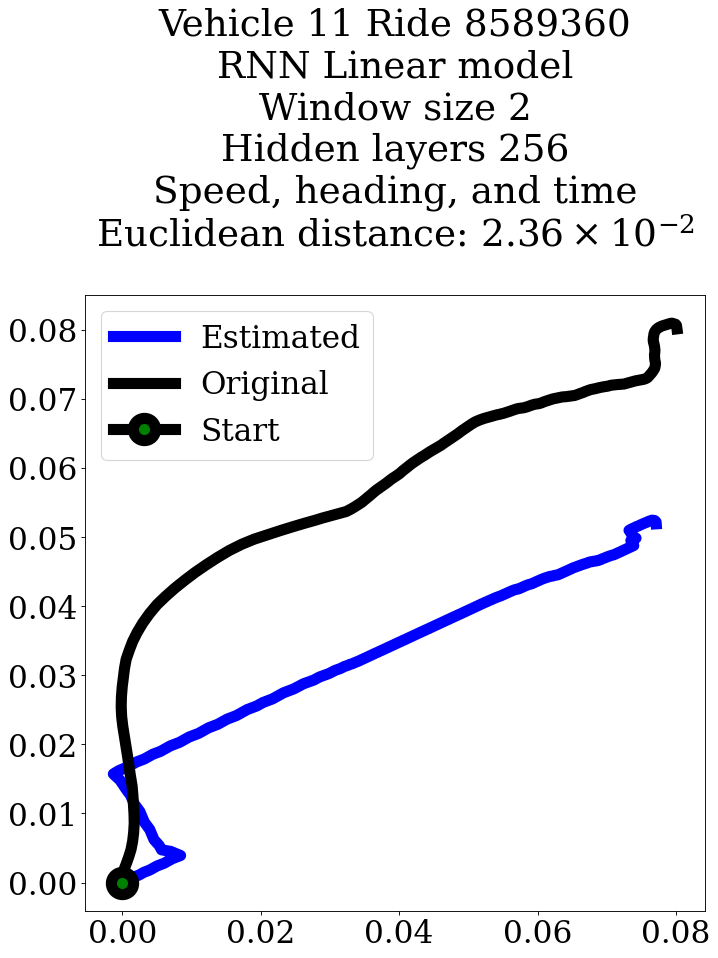 Vehicle 11 Ride 8589360
RNN Linear model
Window size 2
Hidden layers 256
Speed, heading, and time
Euclidean distance: 2.36 × 10⁻²
Estimated
Original
Start
0.08
0.07
0.06
0.05
0.04
0.03
0.02
0.01
0.00
0.00 0.02 0.04 0.06 0.08